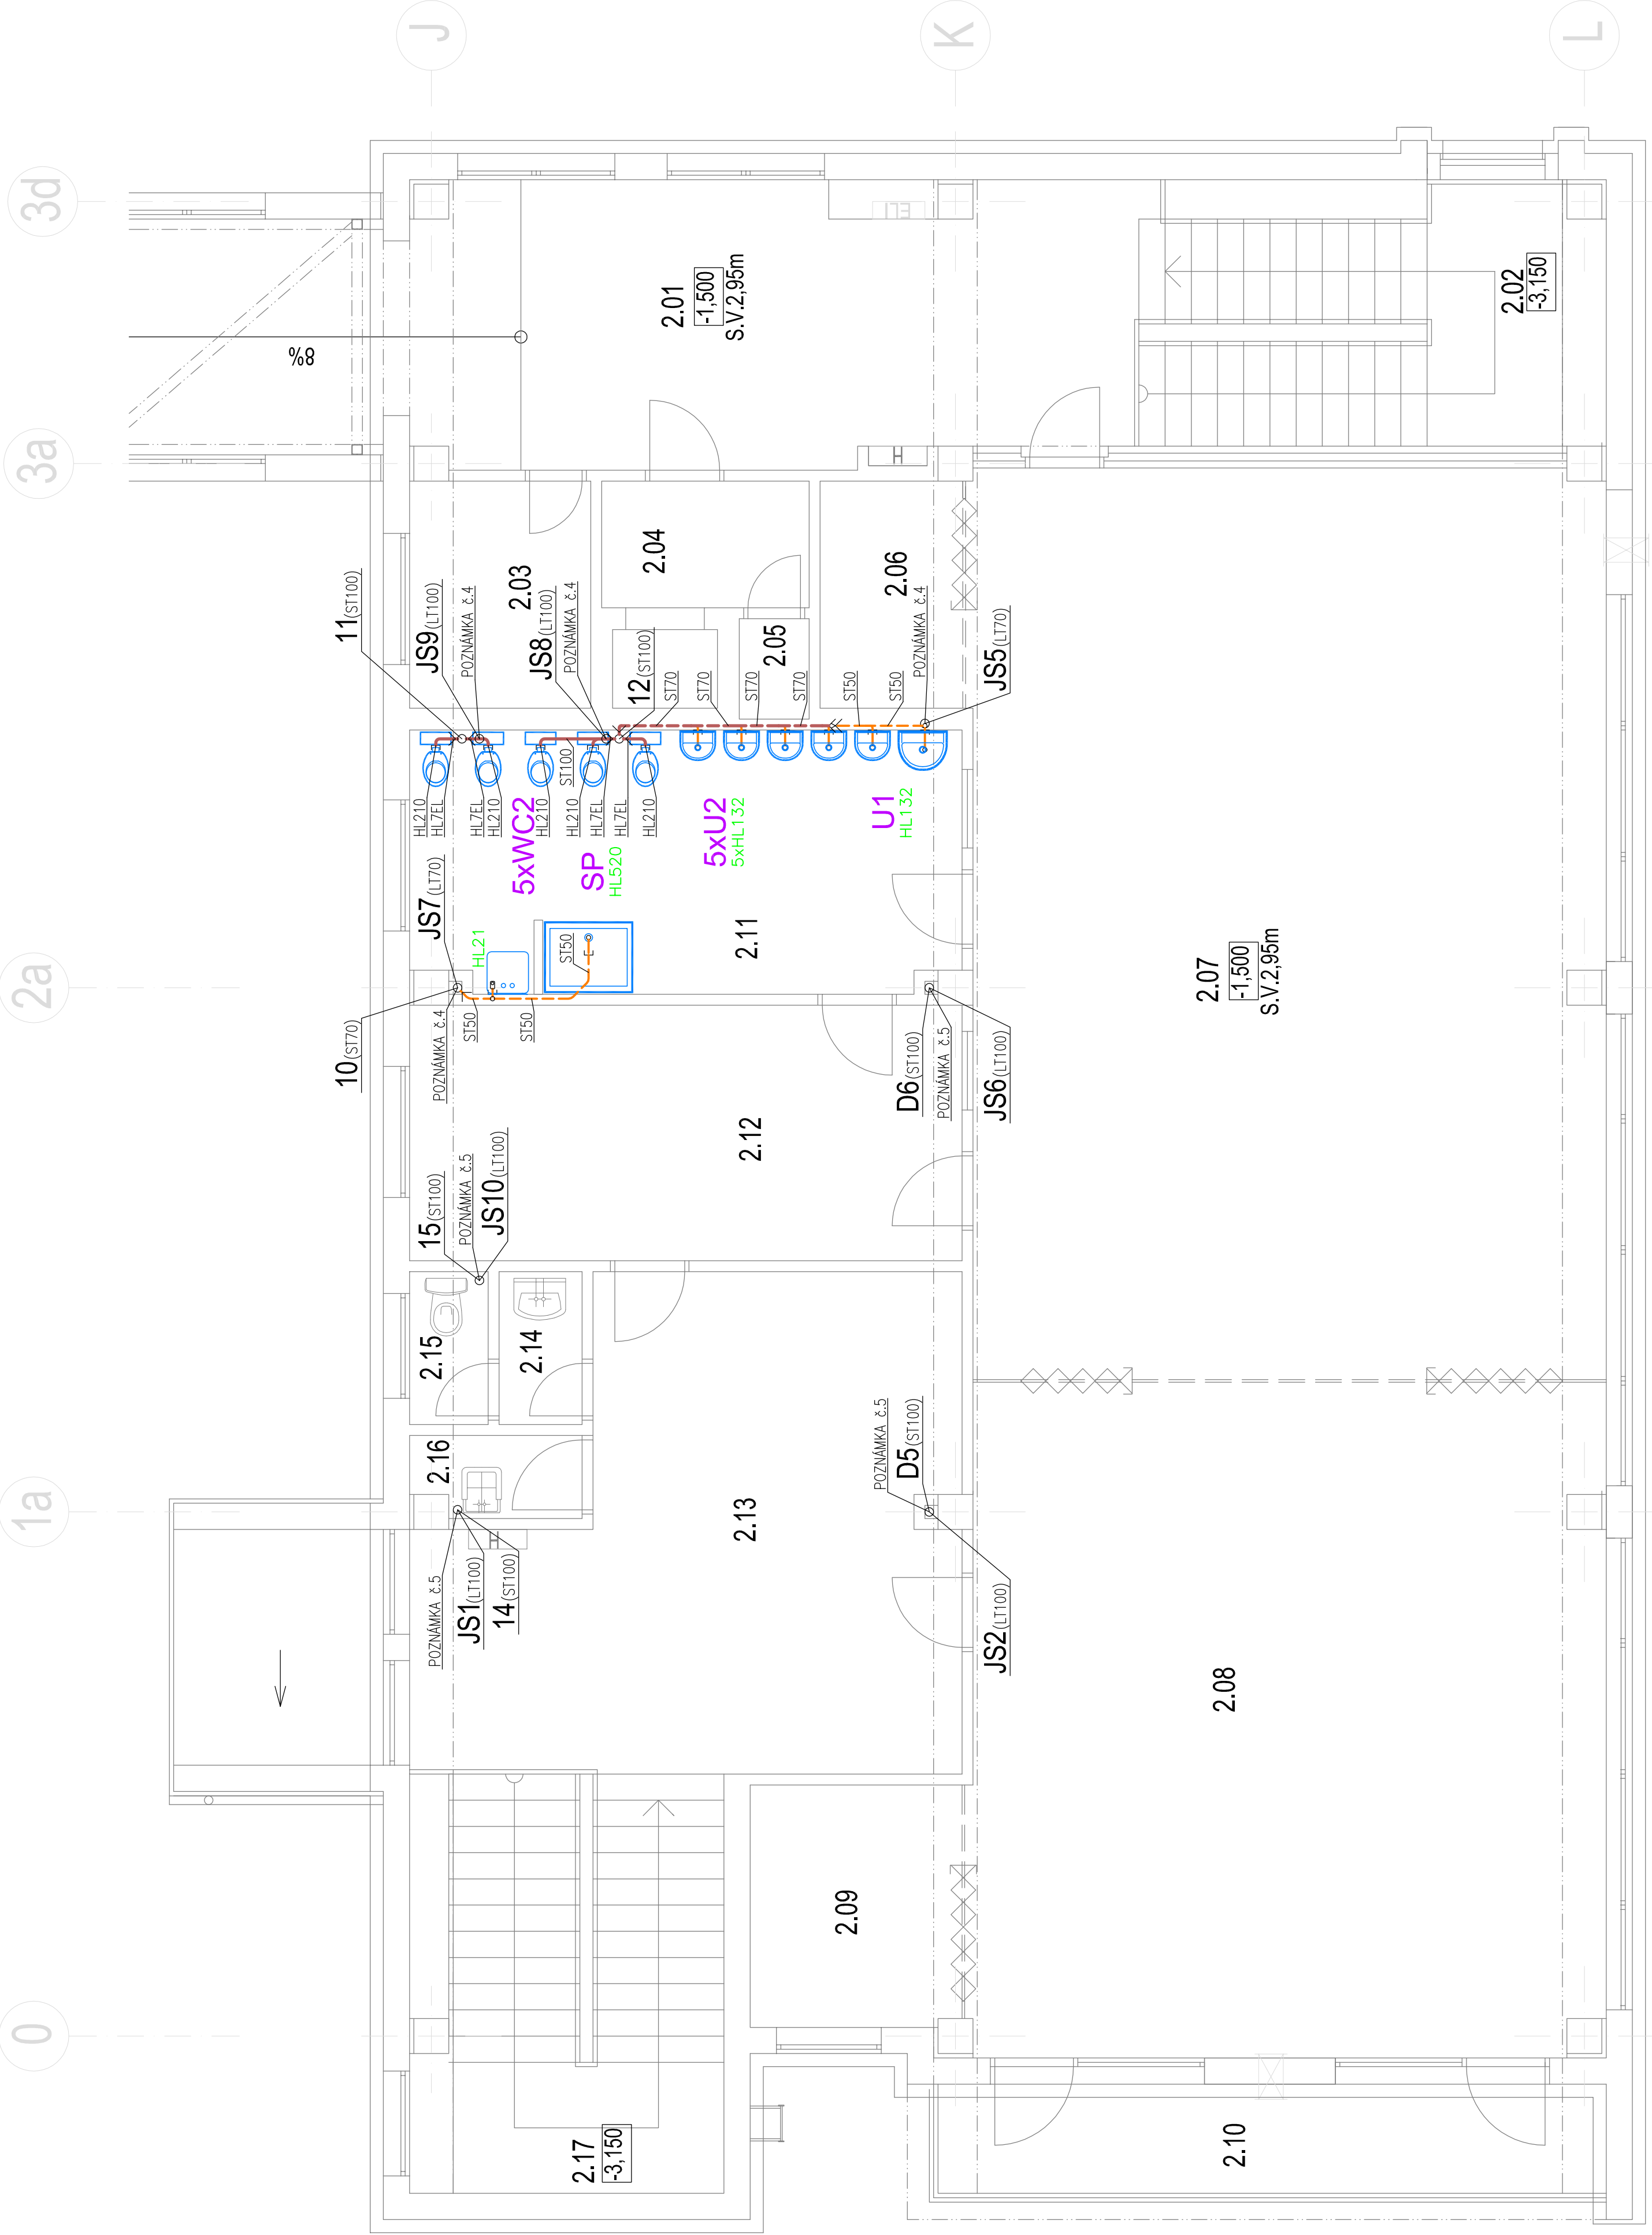 J
K
L
3d
3a
2a
1a
0
8%
2.01
-1,500
S.V.2,95m
2.02
-3,150
2.03
2.04
2.05
2.06
2.07
-1,500
S.V.2,95m
2.08
2.09
2.10
2.11
2.12
2.13
2.14
2.15
2.16
2.17
-3,150
ELI
H
H
11(ST100)
JS9(LT100)
POZNÁMKA č.4
JS8(LT100)
POZNÁMKA č.4
12(ST100)
ST70
ST70
ST70
ST70
ST50
ST50
POZNÁMKA č.4
JS5(LT70)
HL210
HL7EL
HL7EL
HL210
HL210
ST100
HL210
HL7EL
HL7EL
HL210
5xWC2
SP
HL520
5xU2
5xHL132
U1
HL132
JS7(LT70)
HL21
ST50
10(ST70)
POZNÁMKA č.4
ST50
ST50
D6(ST100)
POZNÁMKA č.5
JS6(LT100)
15(ST100)
POZNÁMKA č.5
JS10(LT100)
POZNÁMKA č.5
D5(ST100)
JS2(LT100)
POZNÁMKA č.5
JS1(LT100)
14(ST100)